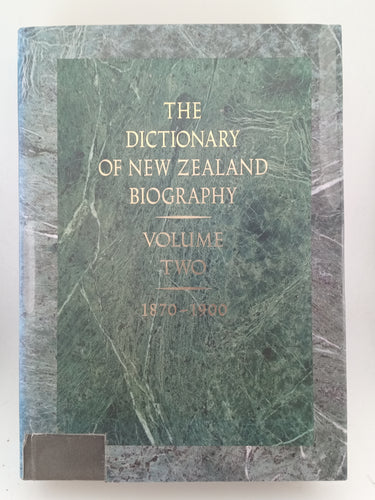 THE
DICTIONARY
OF NEW ZEALAND
BIOGRAPHY
VOLUME
TWO
1870–1900